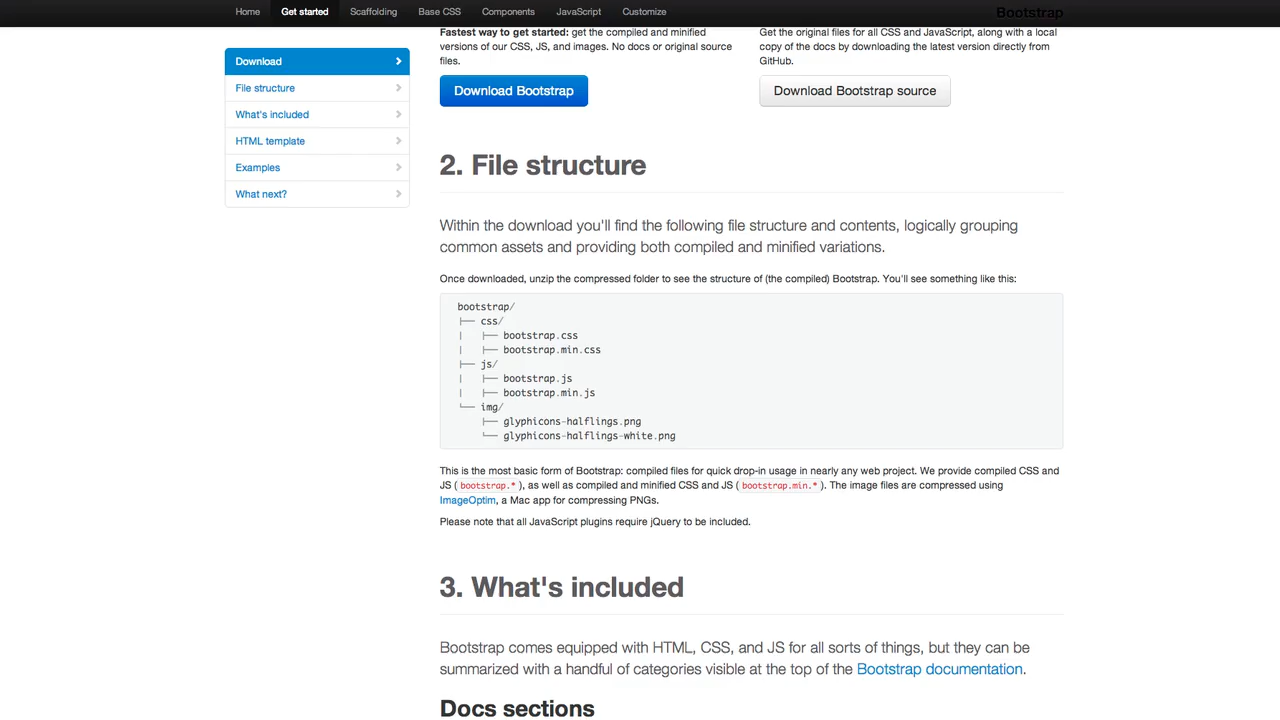 Home Get started Scaffolding Base CSS Components JavaScript Customize Bootstrap
Download
File structure
What's included
HTML template
Examples
What next?
Fastest way to get started: get the compiled and minified
versions of our CSS, JS, and images. No docs or original source
files.
Download Bootstrap
Get the original files for all CSS and JavaScript, along with a local
copy of the docs by downloading the latest version directly from
GitHub.
Download Bootstrap source
2. File structure
Within the download you'll find the following file structure and contents, logically grouping
common assets and providing both compiled and minified variations.
Once downloaded, unzip the compressed folder to see the structure of (the compiled) Bootstrap. You'll see something like this:
bootstrap/
├── css/
│   ├── bootstrap.css
│   ├── bootstrap.min.css
├── js/
│   ├── bootstrap.js
│   ├── bootstrap.min.js
└── img/
    ├── glyphicons-halflings.png
    └── glyphicons-halflings-white.png
This is the most basic form of Bootstrap: compiled files for quick drop-in usage in nearly any web project. We provide compiled CSS and
JS (bootstrap.*), as well as compiled and minified CSS and JS (bootstrap.min.*). The image files are compressed using
ImageOptim, a Mac app for compressing PNGs.
Please note that all JavaScript plugins require jQuery to be included.
3. What's included
Bootstrap comes equipped with HTML, CSS, and JS for all sorts of things, but they can be
summarized with a handful of categories visible at the top of the Bootstrap documentation.
Docs sections